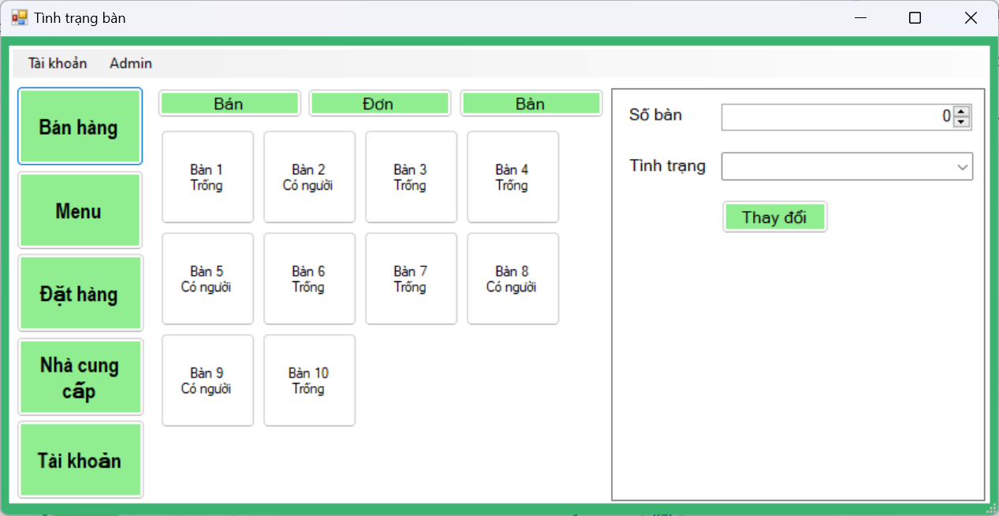 Tình trạng bàn
Tài khoản Admin
Bán hàng
Menu
Đặt hàng
Nhà cung
cấp
Tài khoản
Bán Đơn Bàn
Bàn 1
Trống
Bàn 2
Có người
Bàn 3
Trống
Bàn 4
Trống
Bàn 5
Có người
Bàn 6
Trống
Bàn 7
Trống
Bàn 8
Có người
Bàn 9
Có người
Bàn 10
Trống
Số bàn 0
Tình trạng
Thay đổi